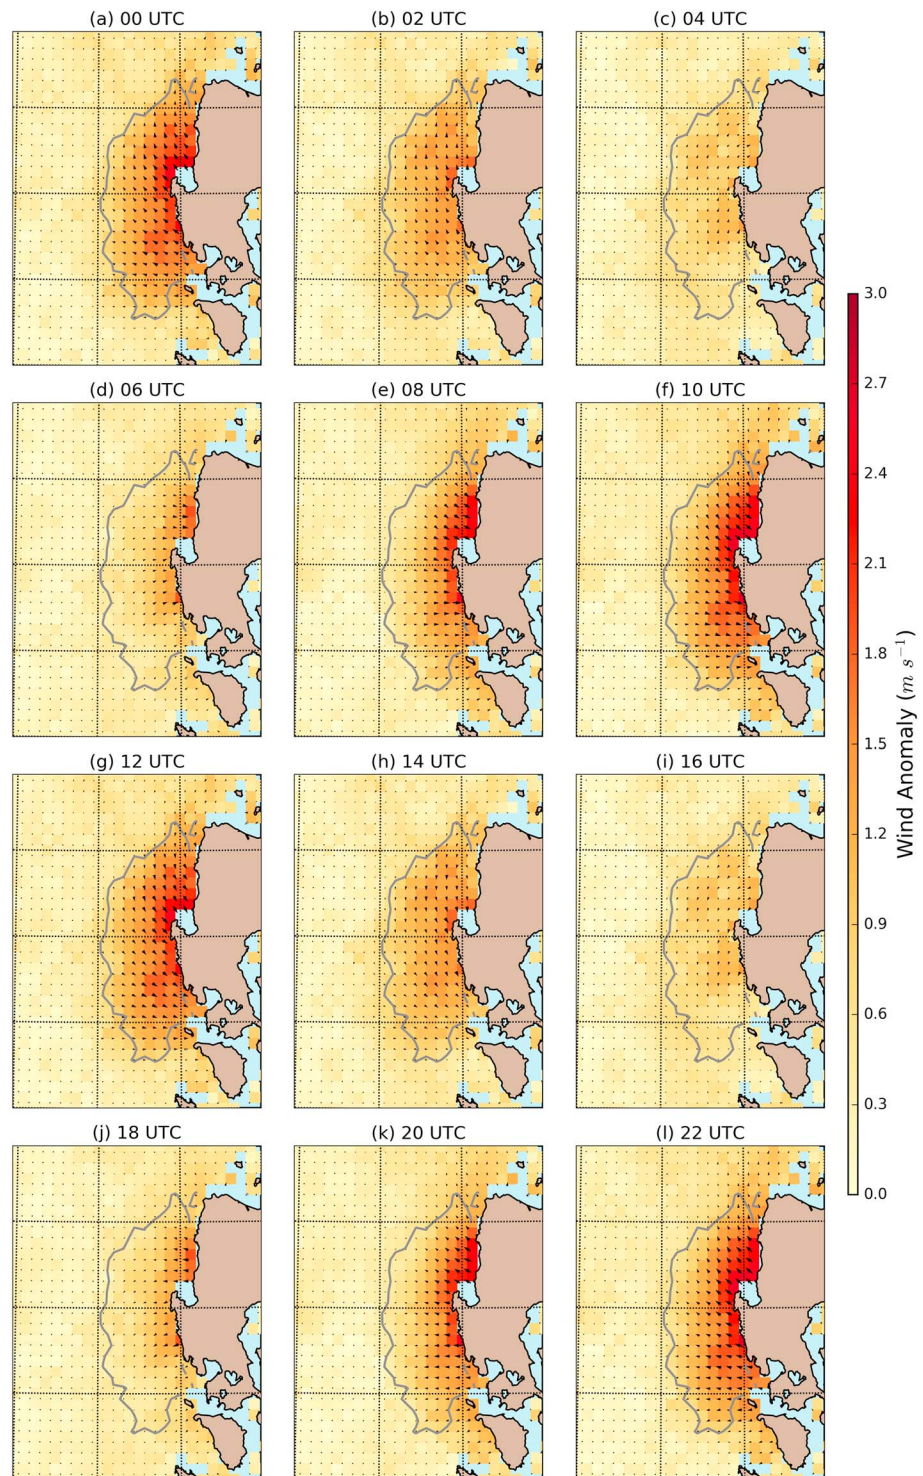 (a) 00 UTC
(b) 02 UTC
(c) 04 UTC
(d) 06 UTC
(e) 08 UTC
(f) 10 UTC
(g) 12 UTC
(h) 14 UTC
(i) 16 UTC
(j) 18 UTC
(k) 20 UTC
(l) 22 UTC
3.0
2.7
2.4
2.1
1.8
1.5
1.2
0.9
0.6
0.3
0.0
Wind Anomaly (m s⁻¹)